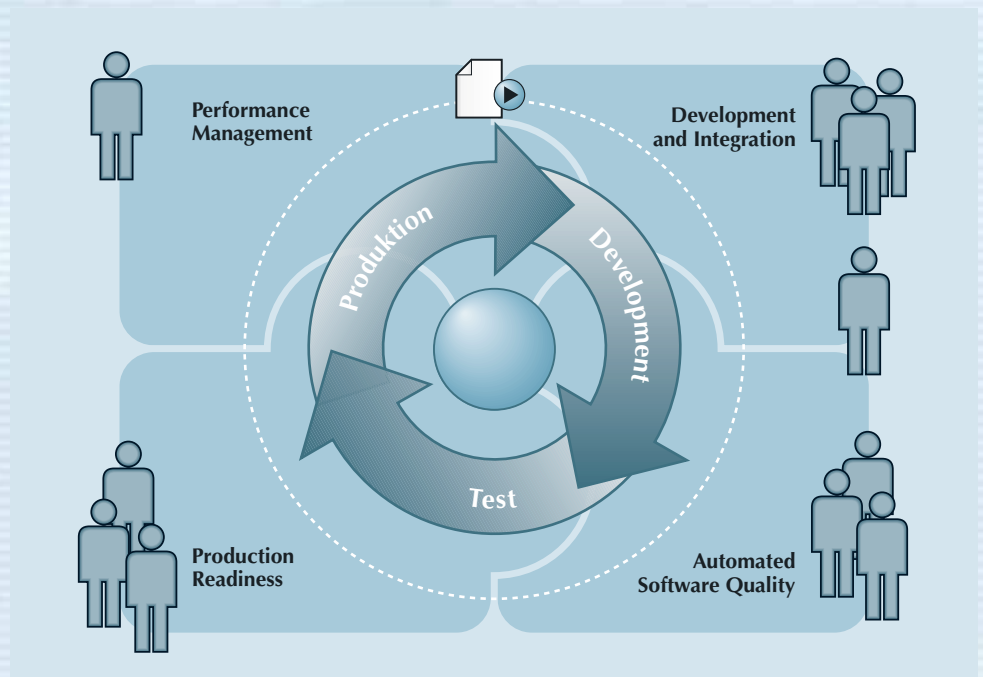 Performance
Management
Development
and Integration
Produktion
Development
Test
Production
Readiness
Automated
Software Quality